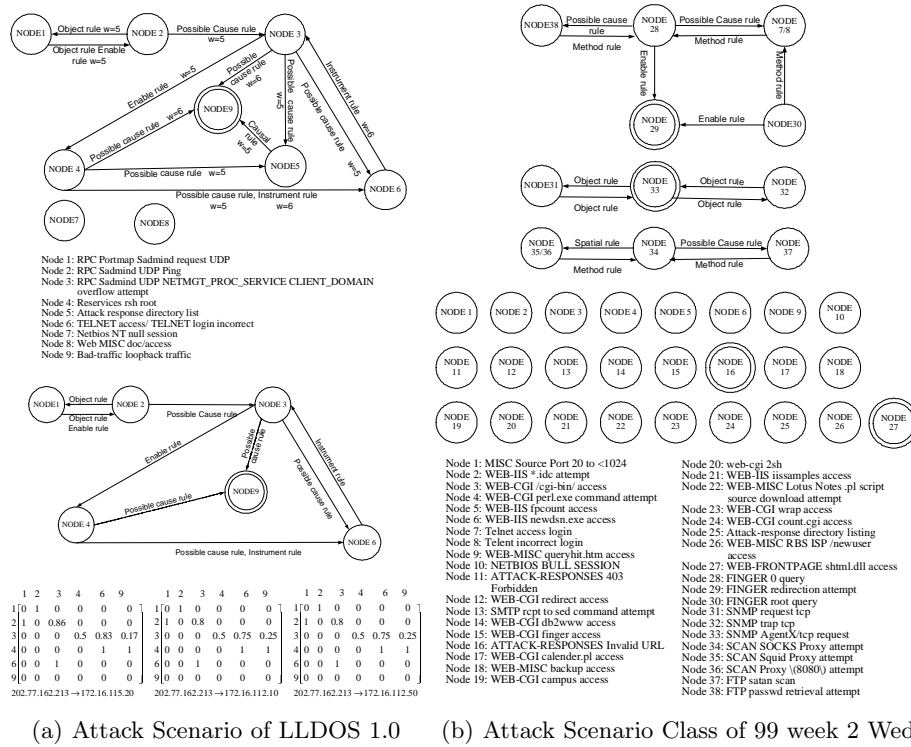 NODE1
Object rule w=5
Object rule Enable
rule w=5
NODE 2
Possible Cause rule
w=5
NODE 3
Enable rule w=5
Possible
cause rule
w=6
Possible cause rule
w=5
Possible cause rule
w=5
Instrument rule
w=6
NODE9
Possible cause rule w=6
Causal
rule
w=5
NODE 4
Possible cause rule w=5
NODE5
Possible cause rule, Instrument rule
w=5 w=6
NODE 6
NODE7
NODE8
Node 1: RPC Portmap Sadmind request UDP
Node 2: RPC Sadmind UDP Ping
Node 3: RPC Sadmind UDP NETMGT_PROC_SERVICE CLIENT_DOMAIN
overflow attempt
Node 4: Reservices rsh root
Node 5: Attack response directory list
Node 6: TELNET access/ TELNET login incorrect
Node 7: Netbios NT null session
Node 8: Web MISC doc/access
Node 9: Bad-traffic loopback traffic
NODE1
Object rule
Object rule
Enable rule
NODE 2
Possible Cause rule
NODE 3
Enable rule
Possible
cause rule
Possible cause rule
Instrument rule
NODE9
Possible cause rule
NODE 4
Possible cause rule, Instrument rule
NODE 6
1 2 3 4 6 9
1 0 1 0 0 0 0
2 1 0 0.86 0 0 0
3 0 0 0 0.5 0.83 0.17
4 0 0 0 0 1 1
6 0 0 1 0 0 0
9 0 0 0 0 0 0
202.77.162.213→172.16.115.20
1 2 3 4 6 9
1 0 1 0 0 0 0
2 1 0 0.8 0 0 0
3 0 0 0 0.5 0.75 0.25
4 0 0 0 0 1 1
6 0 0 1 0 0 0
9 0 0 0 0 0 0
202.77.162.213→172.16.112.10
1 2 3 4 6 9
1 0 1 0 0 0 0
2 1 0 0.8 0 0 0
3 0 0 0 0.5 0.75 0.25
4 0 0 0 0 1 1
6 0 0 1 0 0 0
9 0 0 0 0 0 0
202.77.162.213→172.16.112.50
(a) Attack Scenario of LLDOS 1.0
NODE38
Possible cause
rule
Method rule
NODE
28
Possible Cause rule
Method rule
NODE
7/8
Enable rule
Method rule
NODE
29
Enable rule
NODE30
NODE31
Object rule
Object rule
NODE
33
Object rule
Object rule
NODE
32
NODE
35/36
Spatial rule
Method rule
NODE
34
Possible Cause rule
Method rule
NODE
37
NODE 1
NODE 2
NODE 3
NODE 4
NODE 5
NODE 6
NODE 9
NODE
10
NODE
11
NODE
12
NODE
13
NODE
14
NODE
15
NODE
16
NODE
17
NODE
18
NODE
19
NODE
20
NODE
21
NODE
22
NODE
23
NODE
24
NODE
25
NODE
26
NODE
27
Node 1: MISC Source Port 20 to <1024
Node 2: WEB-IIS *.idc attempt
Node 3: WEB-CGI /cgi-bin/ access
Node 4: WEB-CGI perl.exe command attempt
Node 5: WEB-IIS fpcount access
Node 6: WEB-IIS newdsn.exe access
Node 7: Telnet access login
Node 8: Telent incorrect login
Node 9: WEB-MISC queryhit.htm access
Node 10: NETBIOS BULL SESSION
Node 11: ATTACK-RESPONSES 403
Forbidden
Node 12: WEB-CGI redirect access
Node 13: SMTP rcpt to sed command attempt
Node 14: WEB-CGI db2www access
Node 15: WEB-CGI finger access
Node 16: ATTACK-RESPONSES Invalid URL
Node 17: WEB-CGI calender.pl access
Node 18: WEB-MISC backup access
Node 19: WEB-CGI campus access
Node 20: web-cgi 2sh
Node 21: WEB-IIS iissamples access
Node 22: WEB-MISC Lotus Notes .pl script
source download attempt
Node 23: WEB-CGI wrap access
Node 24: WEB-CGI count.cgi access
Node 25: Attack-response directory listing
Node 26: WEB-MISC RBS ISP /newuser
access
Node 27: WEB-FRONTPAGE shtml.dll access
Node 28: FINGER 0 query
Node 29: FINGER redirection attempt
Node 30: FINGER root query
Node 31: SNMP request tcp
Node 32: SNMP trap tcp
Node 33: SNMP AgentX/tcp request
Node 34: SCAN SOCKS Proxy attempt
Node 35: SCAN Squid Proxy attempt
Node 36: SCAN Proxy \(8080\) attempt
Node 37: FTP satan scan
Node 38: FTP passwd retrieval attempt
(b) Attack Scenario Class of 99 week 2 Wed